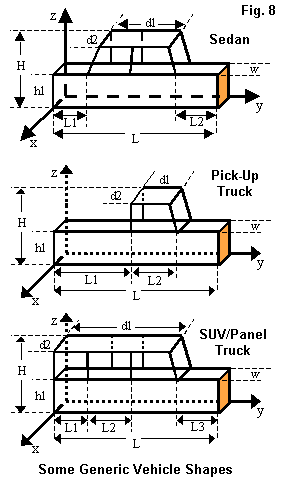 Fig. 8
z
d1
Sedan
d2
H
w
h1
y
L1
L2
L
x
z
Pick-Up
Truck
d2
H
w
h1
L1
L2
y
L
x
z
d1
SUV/Panel
Truck
d2
H
w
h1
y
L1
L2
L3
L
x
Some Generic Vehicle Shapes